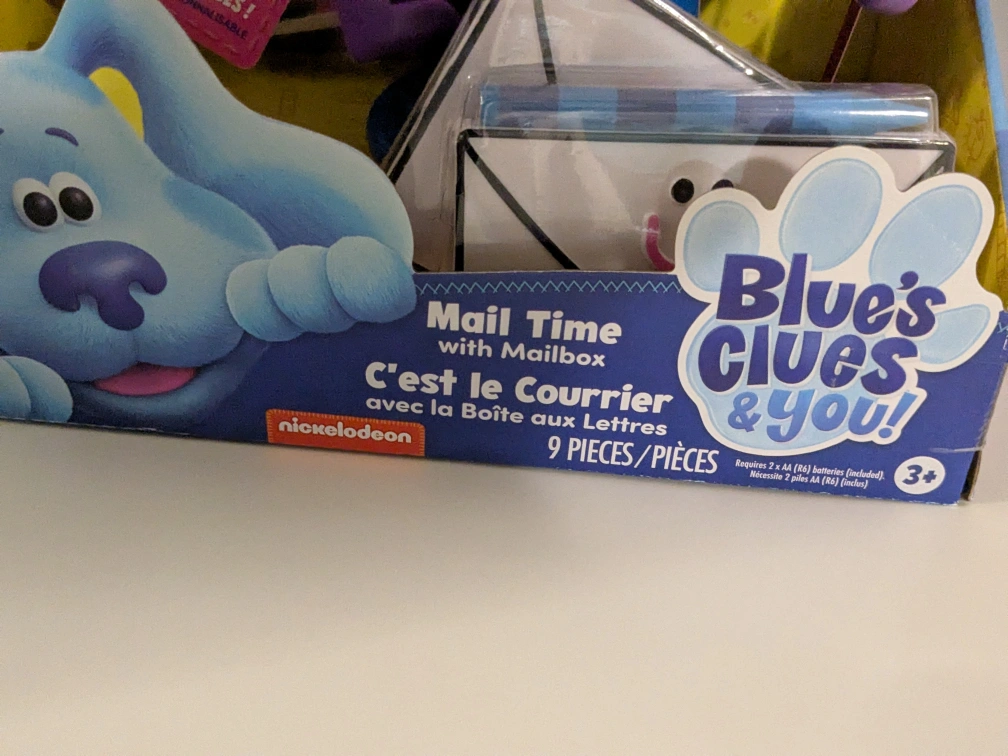 NNALISABLE
Mail Time
with Mailbox
C'est le Courrier
avec la Boîte aux Lettres
nickelodeon
9 PIECES/PIÈCES
Blue's
Clues
& You!
Requires 2 x AA (R6) batteries (included).
Nécessite 2 piles AA (R6) (inclus)
3+